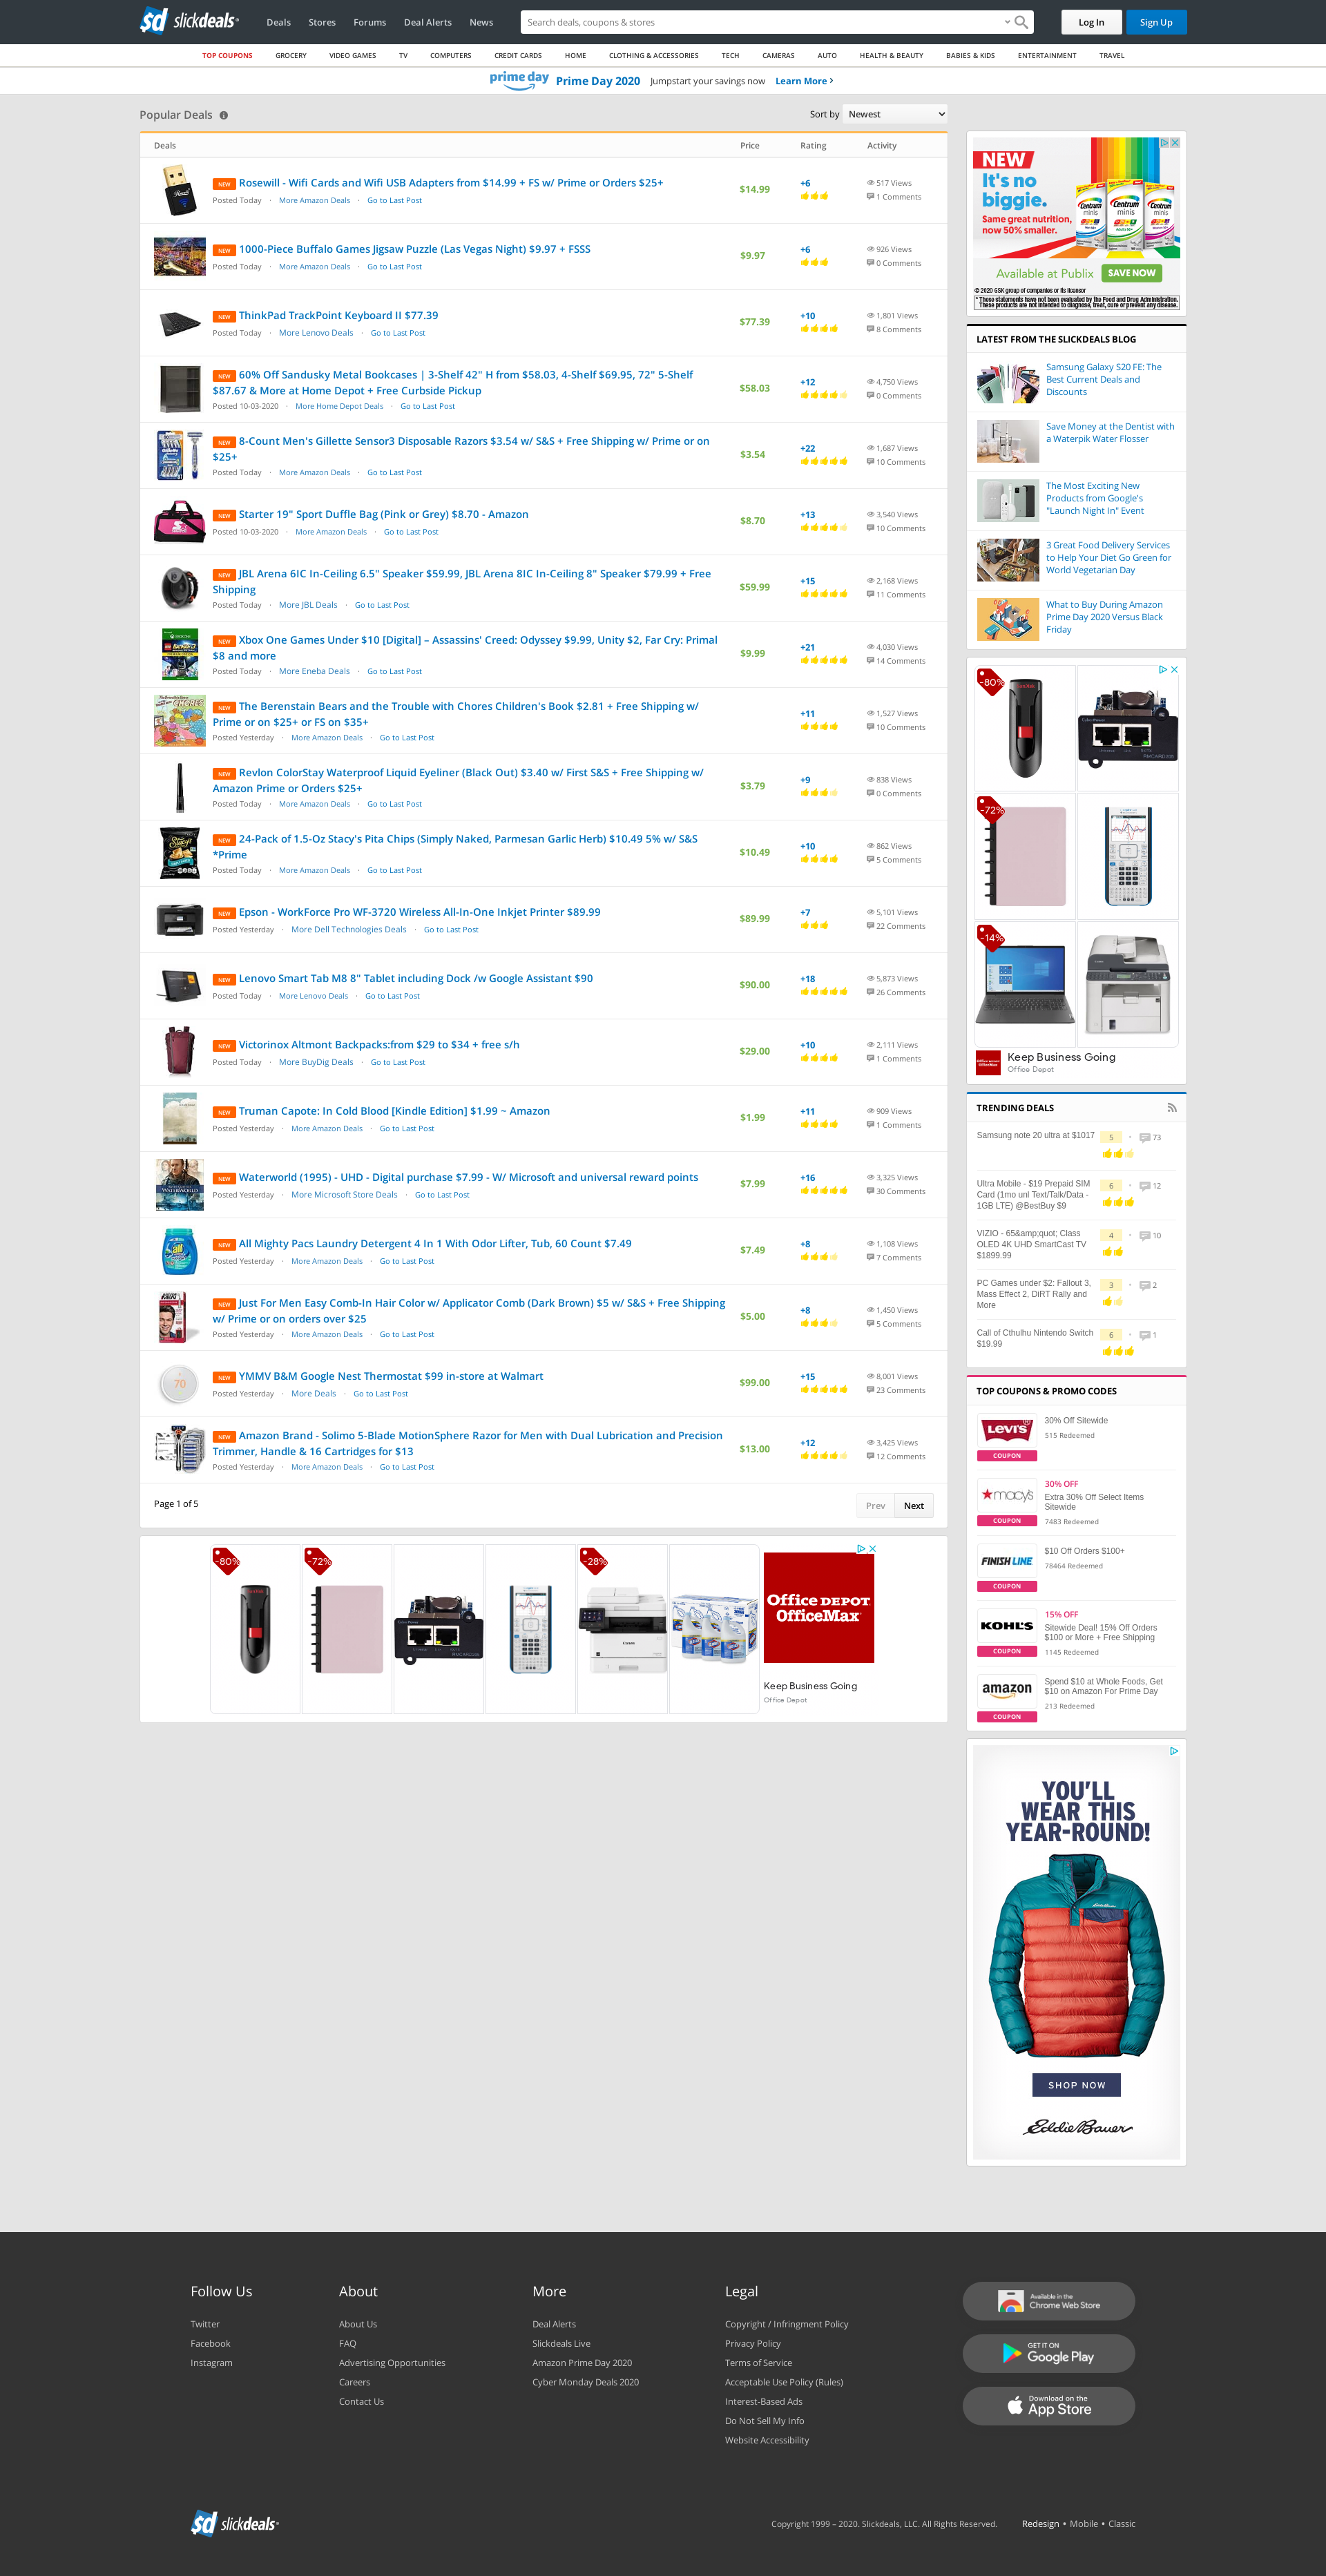 slickdeals
Deals
Stores
Forums
Deal Alerts
News
Search deals, coupons & stores
Log In
Sign Up
TOP COUPONS
GROCERY
VIDEO GAMES
TV
COMPUTERS
CREDIT CARDS
HOME
CLOTHING & ACCESSORIES
TECH
CAMERAS
AUTO
HEALTH & BEAUTY
BABIES & KIDS
ENTERTAINMENT
TRAVEL
prime day Prime Day 2020 Jumpstart your savings now Learn More
Popular Deals
Sort by Newest
Deals Price Rating Activity
NEW Rosewill - Wifi Cards and Wifi USB Adapters from $14.99 + FS w/ Prime or Orders $25+
Posted Today · More Amazon Deals · Go to Last Post
$14.99
+6
517 Views
1 Comments
NEW 1000-Piece Buffalo Games Jigsaw Puzzle (Las Vegas Night) $9.97 + FSSS
Posted Today · More Amazon Deals · Go to Last Post
$9.97
+6
926 Views
0 Comments
NEW ThinkPad TrackPoint Keyboard II $77.39
Posted Today · More Lenovo Deals · Go to Last Post
$77.39
+10
1,801 Views
8 Comments
NEW 60% Off Sandusky Metal Bookcases | 3-Shelf 42" H from $58.03, 4-Shelf $69.95, 72" 5-Shelf
$87.67 & More at Home Depot + Free Curbside Pickup
Posted 10-03-2020 · More Home Depot Deals · Go to Last Post
$58.03
+12
4,750 Views
0 Comments
NEW 8-Count Men's Gillette Sensor3 Disposable Razors $3.54 w/ S&S + Free Shipping w/ Prime or on
$25+
Posted Today · More Amazon Deals · Go to Last Post
$3.54
+22
1,687 Views
10 Comments
NEW Starter 19" Sport Duffle Bag (Pink or Grey) $8.70 - Amazon
Posted 10-03-2020 · More Amazon Deals · Go to Last Post
$8.70
+13
3,540 Views
10 Comments
NEW JBL Arena 6IC In-Ceiling 6.5" Speaker $59.99, JBL Arena 8IC In-Ceiling 8" Speaker $79.99 + Free
Shipping
Posted Today · More JBL Deals · Go to Last Post
$59.99
+15
2,168 Views
11 Comments
NEW Xbox One Games Under $10 [Digital] – Assassins' Creed: Odyssey $9.99, Unity $2, Far Cry: Primal
$8 and more
Posted Today · More Eneba Deals · Go to Last Post
$9.99
+21
4,030 Views
14 Comments
NEW The Berenstain Bears and the Trouble with Chores Children's Book $2.81 + Free Shipping w/
Prime or on $25+ or FS on $35+
Posted Yesterday · More Amazon Deals · Go to Last Post
+11
1,527 Views
10 Comments
NEW Revlon ColorStay Waterproof Liquid Eyeliner (Black Out) $3.40 w/ First S&S + Free Shipping w/
Amazon Prime or Orders $25+
Posted Today · More Amazon Deals · Go to Last Post
$3.79
+9
838 Views
0 Comments
NEW 24-Pack of 1.5-Oz Stacy's Pita Chips (Simply Naked, Parmesan Garlic Herb) $10.49 5% w/ S&S
*Prime
Posted Today · More Amazon Deals · Go to Last Post
$10.49
+10
862 Views
5 Comments
NEW Epson - WorkForce Pro WF-3720 Wireless All-In-One Inkjet Printer $89.99
Posted Yesterday · More Dell Technologies Deals · Go to Last Post
$89.99
+7
5,101 Views
22 Comments
NEW Lenovo Smart Tab M8 8" Tablet including Dock /w Google Assistant $90
Posted Today · More Lenovo Deals · Go to Last Post
$90.00
+18
5,873 Views
26 Comments
NEW Victorinox Altmont Backpacks:from $29 to $34 + free s/h
Posted Today · More BuyDig Deals · Go to Last Post
$29.00
+10
2,111 Views
1 Comments
NEW Truman Capote: In Cold Blood [Kindle Edition] $1.99 ~ Amazon
Posted Yesterday · More Amazon Deals · Go to Last Post
$1.99
+11
909 Views
1 Comments
NEW Waterworld (1995) - UHD - Digital purchase $7.99 - W/ Microsoft and universal reward points
Posted Yesterday · More Microsoft Store Deals · Go to Last Post
$7.99
+16
3,325 Views
30 Comments
NEW All Mighty Pacs Laundry Detergent 4 In 1 With Odor Lifter, Tub, 60 Count $7.49
Posted Yesterday · More Amazon Deals · Go to Last Post
$7.49
+8
1,108 Views
7 Comments
NEW Just For Men Easy Comb-In Hair Color w/ Applicator Comb (Dark Brown) $5 w/ S&S + Free Shipping
w/ Prime or on orders over $25
Posted Yesterday · More Amazon Deals · Go to Last Post
$5.00
+8
1,450 Views
5 Comments
NEW YMMV B&M Google Nest Thermostat $99 in-store at Walmart
Posted Yesterday · More Deals · Go to Last Post
$99.00
+15
8,001 Views
23 Comments
NEW Amazon Brand - Solimo 5-Blade MotionSphere Razor for Men with Dual Lubrication and Precision
Trimmer, Handle & 16 Cartridges for $13
Posted Yesterday · More Amazon Deals · Go to Last Post
$13.00
+12
3,425 Views
12 Comments
Page 1 of 5
Prev Next
-80%
-72%
-28%
Office DEPOT
OfficeMax
Keep Business Going
Office Depot
NEW
It's no
biggie.
Same great nutrition,
now 50% smaller.
Centrum minis
Available at Publix SAVE NOW
© 2020 GSK group of companies or its licensor
* These statements have not been evaluated by the Food and Drug Administration.
These products are not intended to diagnose, treat, cure or prevent any disease.
LATEST FROM THE SLICKDEALS BLOG
Samsung Galaxy S20 FE: The
Best Current Deals and
Discounts
Save Money at the Dentist with
a Waterpik Water Flosser
The Most Exciting New
Products from Google's
"Launch Night In" Event
3 Great Food Delivery Services
to Help Your Diet Go Green for
World Vegetarian Day
What to Buy During Amazon
Prime Day 2020 Versus Black
Friday
-80%
-72%
-14%
Keep Business Going
Office Depot
TRENDING DEALS
Samsung note 20 ultra at $1017
5 • 73
Ultra Mobile - $19 Prepaid SIM
Card (1mo unl Text/Talk/Data -
1GB LTE) @BestBuy $9
6 • 12
VIZIO - 65&amp;quot; Class
OLED 4K UHD SmartCast TV
$1899.99
4 • 10
PC Games under $2: Fallout 3,
Mass Effect 2, DiRT Rally and
More
3 • 2
Call of Cthulhu Nintendo Switch
$19.99
6 • 1
TOP COUPONS & PROMO CODES
LEVI'S
COUPON
30% Off Sitewide
515 Redeemed
macy's
COUPON
30% OFF
Extra 30% Off Select Items
Sitewide
7483 Redeemed
FINISH LINE
COUPON
$10 Off Orders $100+
78464 Redeemed
KOHL'S
COUPON
15% OFF
Sitewide Deal! 15% Off Orders
$100 or More + Free Shipping
1145 Redeemed
amazon
COUPON
Spend $10 at Whole Foods, Get
$10 on Amazon For Prime Day
213 Redeemed
YOU'LL
WEAR THIS
YEAR-ROUND!
SHOP NOW
Eddie Bauer
Follow Us
Twitter
Facebook
Instagram
About
About Us
FAQ
Advertising Opportunities
Careers
Contact Us
More
Deal Alerts
Slickdeals Live
Amazon Prime Day 2020
Cyber Monday Deals 2020
Legal
Copyright / Infringment Policy
Privacy Policy
Terms of Service
Acceptable Use Policy (Rules)
Interest-Based Ads
Do Not Sell My Info
Website Accessibility
Available in the
Chrome Web Store
GET IT ON
Google Play
Download on the
App Store
slickdeals
Copyright 1999 – 2020. Slickdeals, LLC. All Rights Reserved.
Redesign • Mobile • Classic